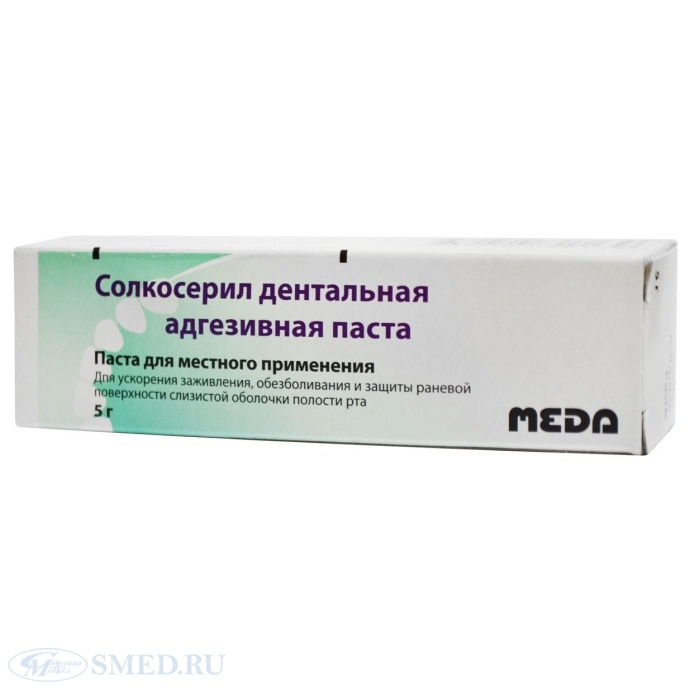 Солкосерил дентальная
адгезивная паста
Паста для местного применения
Для ускорения заживления, обезболивания и защиты раневой
поверхности слизистой оболочки полости рта
5 г
MEDA
SMED.RU